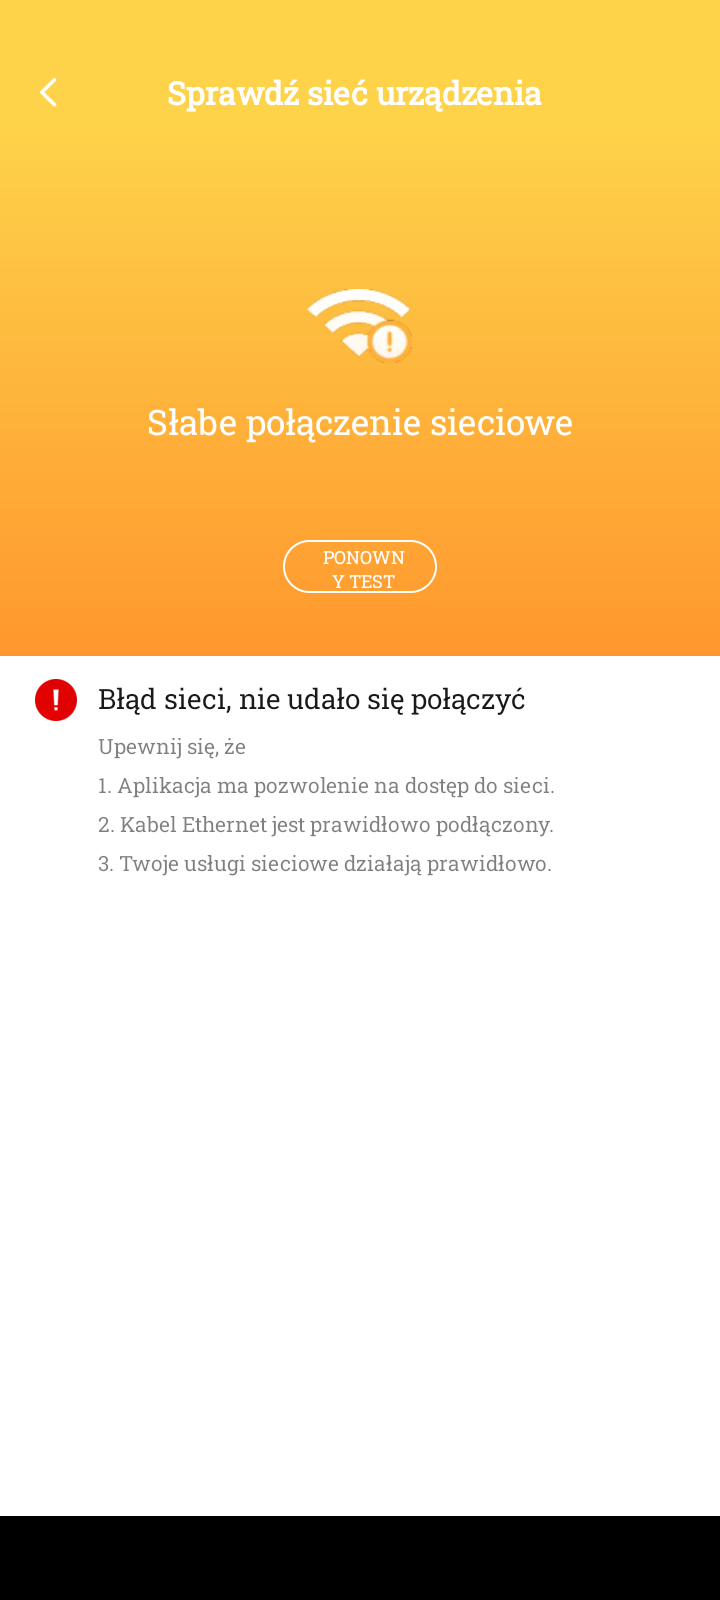 Sprawdź sieć urządzenia
Słabe połączenie sieciowe
PONOWN
Y TEST
Błąd sieci, nie udało się połączyć
Upewnij się, że
1. Aplikacja ma pozwolenie na dostęp do sieci.
2. Kabel Ethernet jest prawidłowo podłączony.
3. Twoje usługi sieciowe działają prawidłowo.